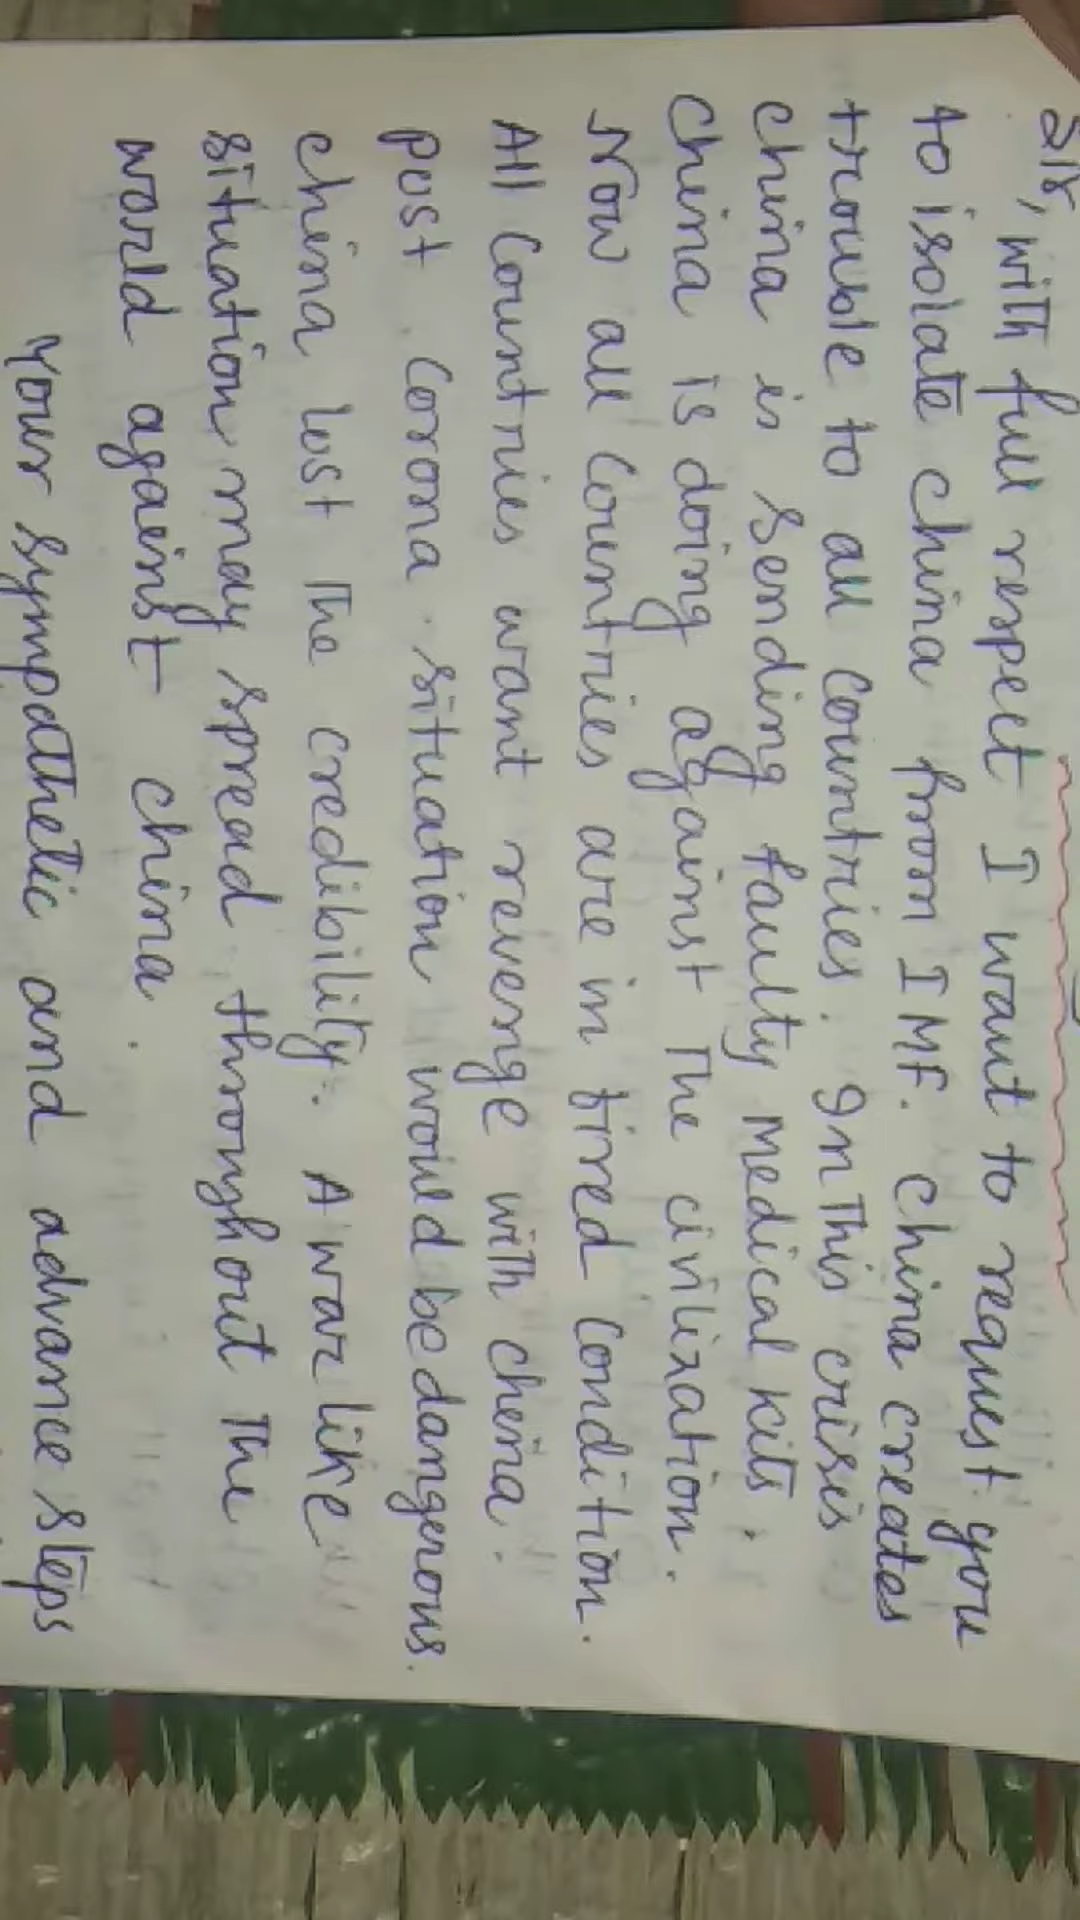 Sir,
with full respect I want to request you
to isolate china from IMF. China creates
trouble to all countries. In This crisis
china is sending faulty medical kits.
China is doing against The civilization.
Now all Countries are in tired Condition.
All Countries want revenge with china.
post corona situation would be dangerous.
china lost The credibility. A war like
situation may spread throughout The
world against china.
Your sympathetic and advance steps